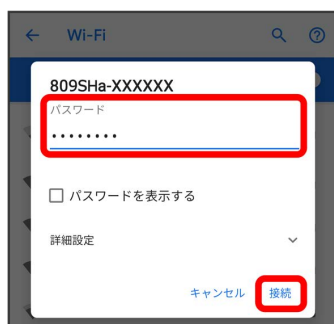 Wi-Fi
809SHa-XXXXXX
パスワード
••••••••
パスワードを表示する
詳細設定
キャンセル 接続